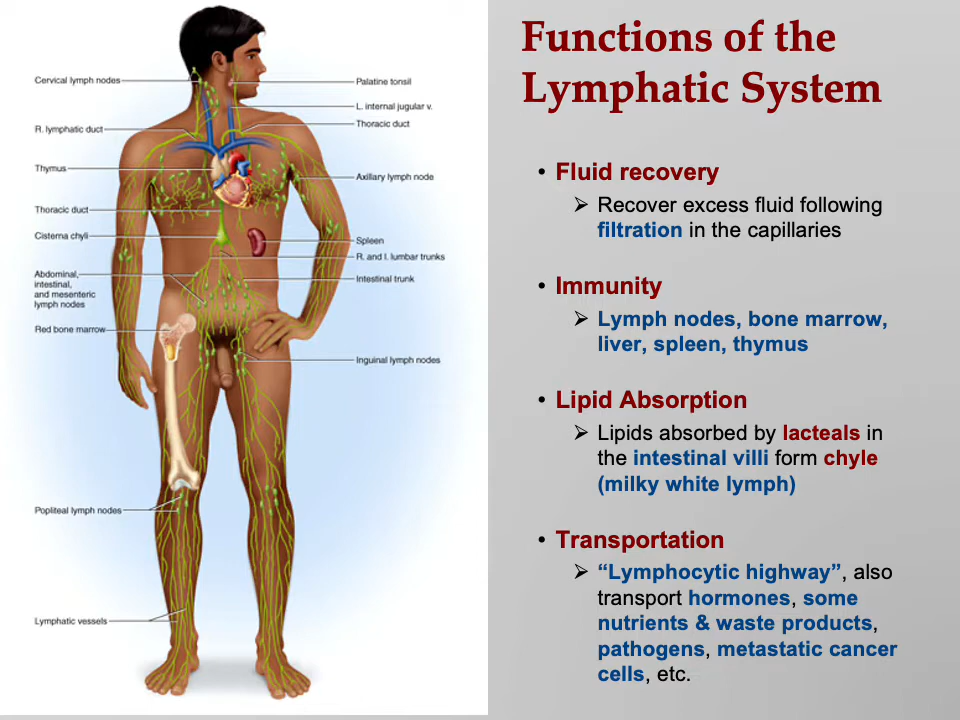 Functions of the
Lymphatic System
Cervical lymph nodes
R. lymphatic duct
Thymus
Thoracic duct
Cisterna chyli
Abdominal,
intestinal,
and mesenteric
lymph nodes
Red bone marrow
Popliteal lymph nodes
Lymphatic vessels
Palatine tonsil
L. internal jugular v.
Thoracic duct
Axillary lymph node
Spleen
R. and l. lumbar trunks
Intestinal trunk
Inguinal lymph nodes
• Fluid recovery
➢ Recover excess fluid following
filtration in the capillaries
• Immunity
➢ Lymph nodes, bone marrow,
liver, spleen, thymus
• Lipid Absorption
➢ Lipids absorbed by lacteals in
the intestinal villi form chyle
(milky white lymph)
• Transportation
➢ “Lymphocytic highway”, also
transport hormones, some
nutrients & waste products,
pathogens, metastatic cancer
cells, etc.